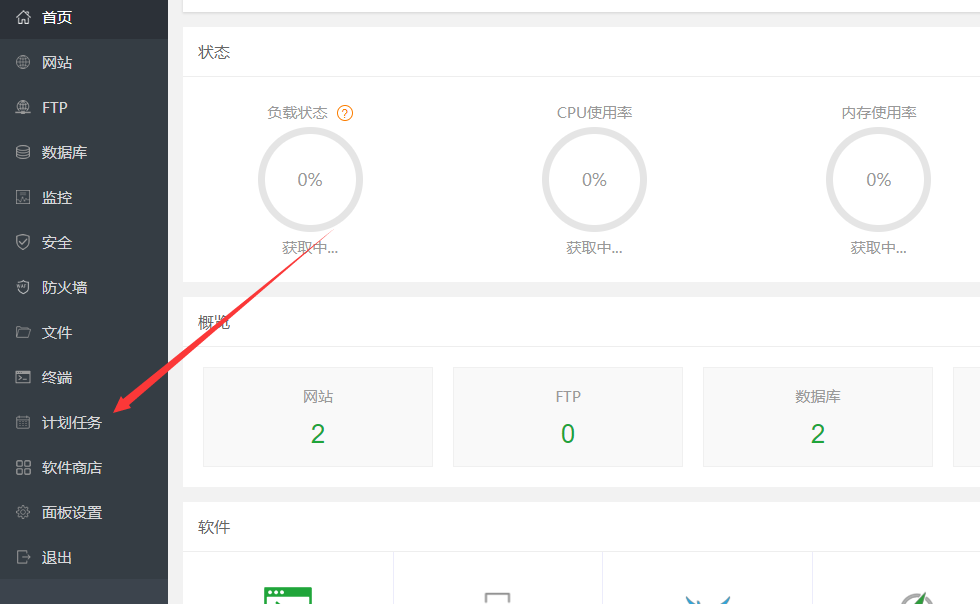 首页
网站
FTP
数据库
监控
安全
防火墙
文件
终端
计划任务
软件商店
面板设置
退出
状态
负载状态 ?
CPU使用率
内存使用率
0%
0%
0%
获取中...
获取中...
获取中...
概览
网站
FTP
数据库
2
0
2
软件